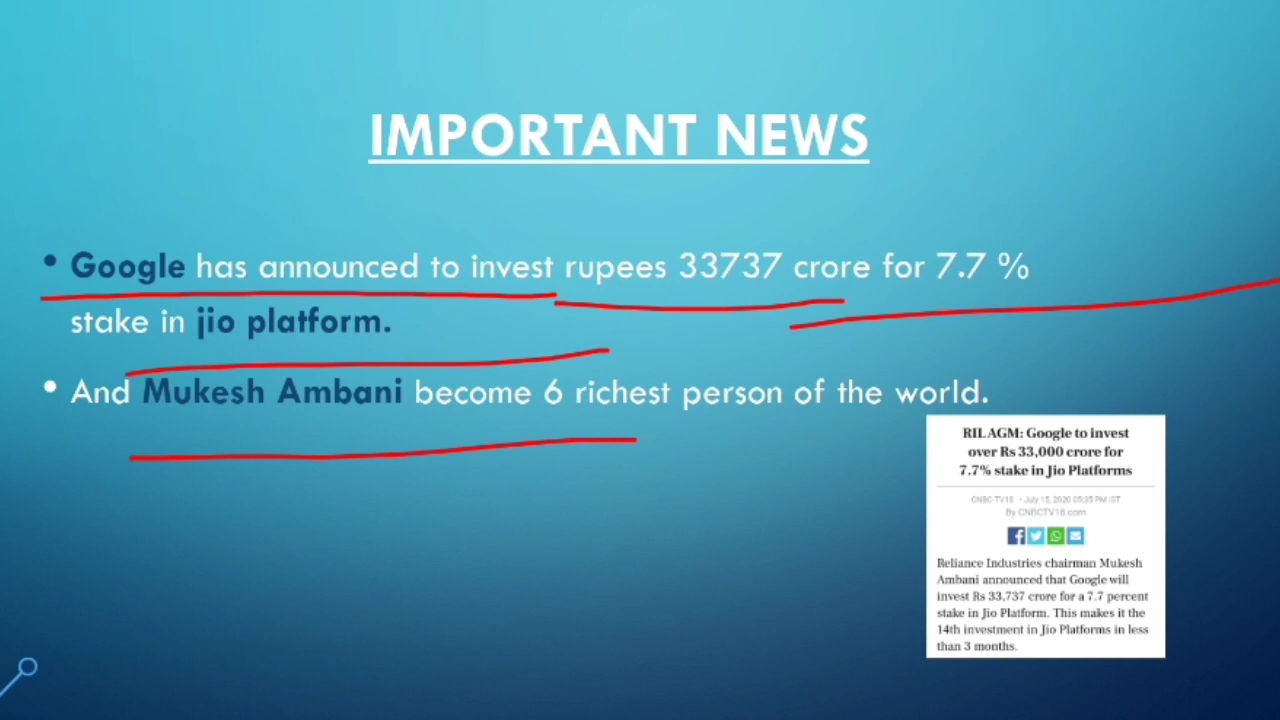 IMPORTANT NEWS
• Google has announced to invest rupees 33737 crore for 7.7 %
stake in jio platform.
• And Mukesh Ambani become 6 richest person of the world.
RIL AGM: Google to invest
over Rs 33,000 crore for
7.7% stake in Jio Platforms
CNBC-TV18 • July 15, 2020 05:35 PM IST
By CNBCTV18.com
Reliance Industries chairman Mukesh
Ambani announced that Google will
invest Rs 33,737 crore for a 7.7 percent
stake in Jio Platform. This makes it the
14th investment in Jio Platforms in less
than 3 months.